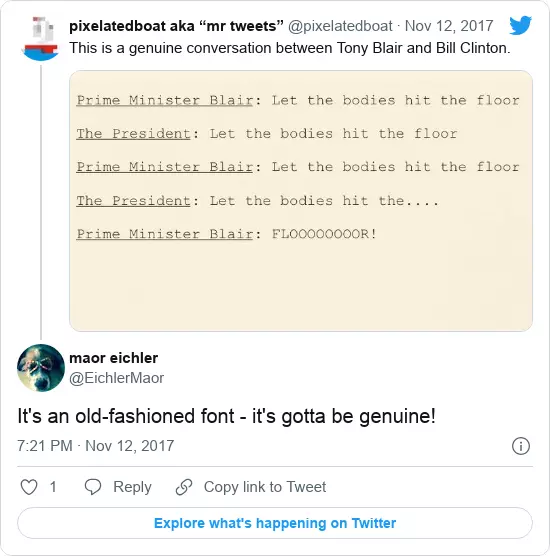 pixelatedboat aka “mr tweets” @pixelatedboat · Nov 12, 2017
This is a genuine conversation between Tony Blair and Bill Clinton.
Prime Minister Blair: Let the bodies hit the floor
The President: Let the bodies hit the floor
Prime Minister Blair: Let the bodies hit the floor
The President: Let the bodies hit the....
Prime Minister Blair: FLOOOOOOOOR!
maor eichler
@EichlerMaor
It's an old-fashioned font - it's gotta be genuine!
7:21 PM · Nov 12, 2017
1 Reply Copy link to Tweet
Explore what's happening on Twitter